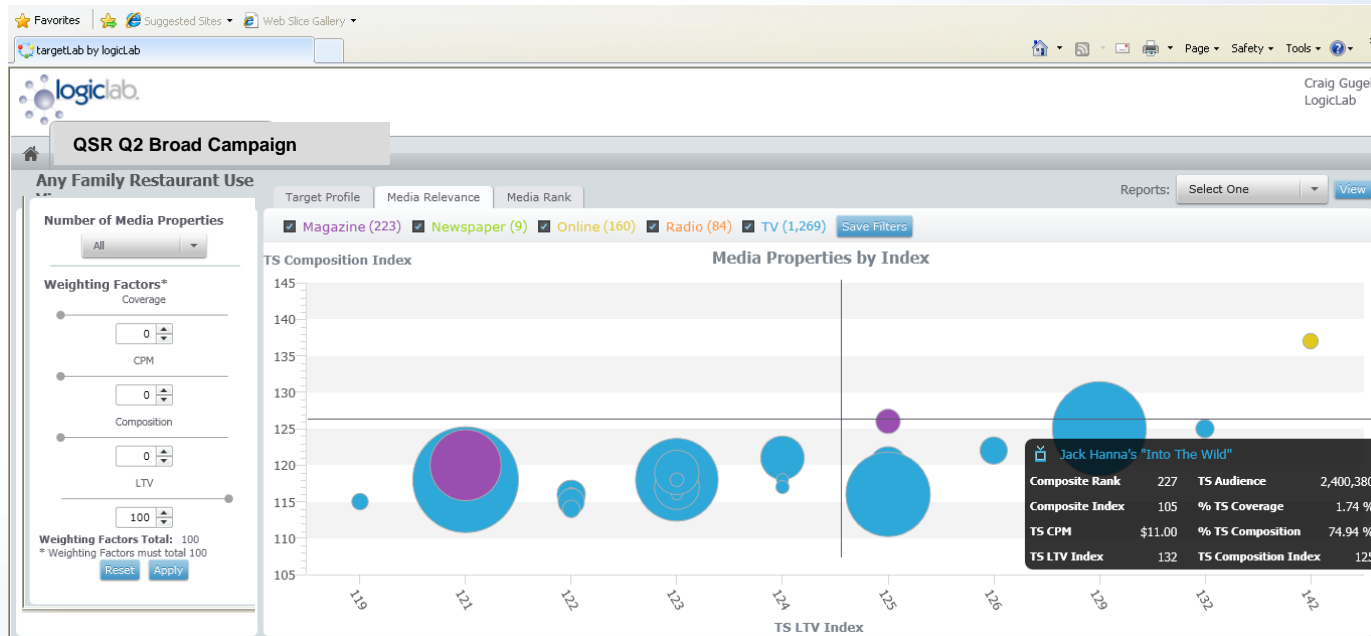 Favorites Suggested Sites Web Slice Gallery
targetLab by logicLab Page Safety Tools
logiclab. Craig Gugel
LogicLab
QSR Q2 Broad Campaign
Any Family Restaurant Use
Target Profile Media Relevance Media Rank Reports: Select One View
Number of Media Properties
All
Magazine (223) Newspaper (9) Online (160) Radio (84) TV (1,269) Save Filters
TS Composition Index Media Properties by Index
Weighting Factors*
Coverage
0
CPM
0
Composition
0
LTV
100
Weighting Factors Total: 100
* Weighting Factors must total 100
Reset Apply
145
140
135
130
125
120
115
110
105
Jack Hanna's "Into The Wild"
Composite Rank 227 TS Audience 2,400,380
Composite Index 105 % TS Coverage 1.74 %
TS CPM $11.00 % TS Composition 74.94 %
TS LTV Index 132 TS Composition Index 125
119 121 122 123 124 125 126 129 132 142
TS LTV Index